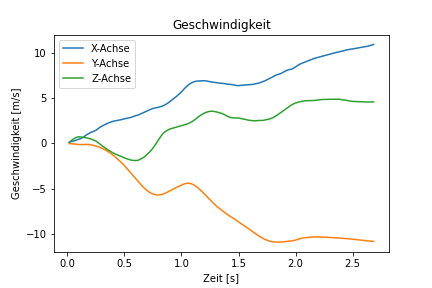 Geschwindigkeit
X-Achse
Y-Achse
Z-Achse
Geschwindigkeit [m/s]
10
5
0
−5
−10
0.0 0.5 1.0 1.5 2.0 2.5
Zeit [s]